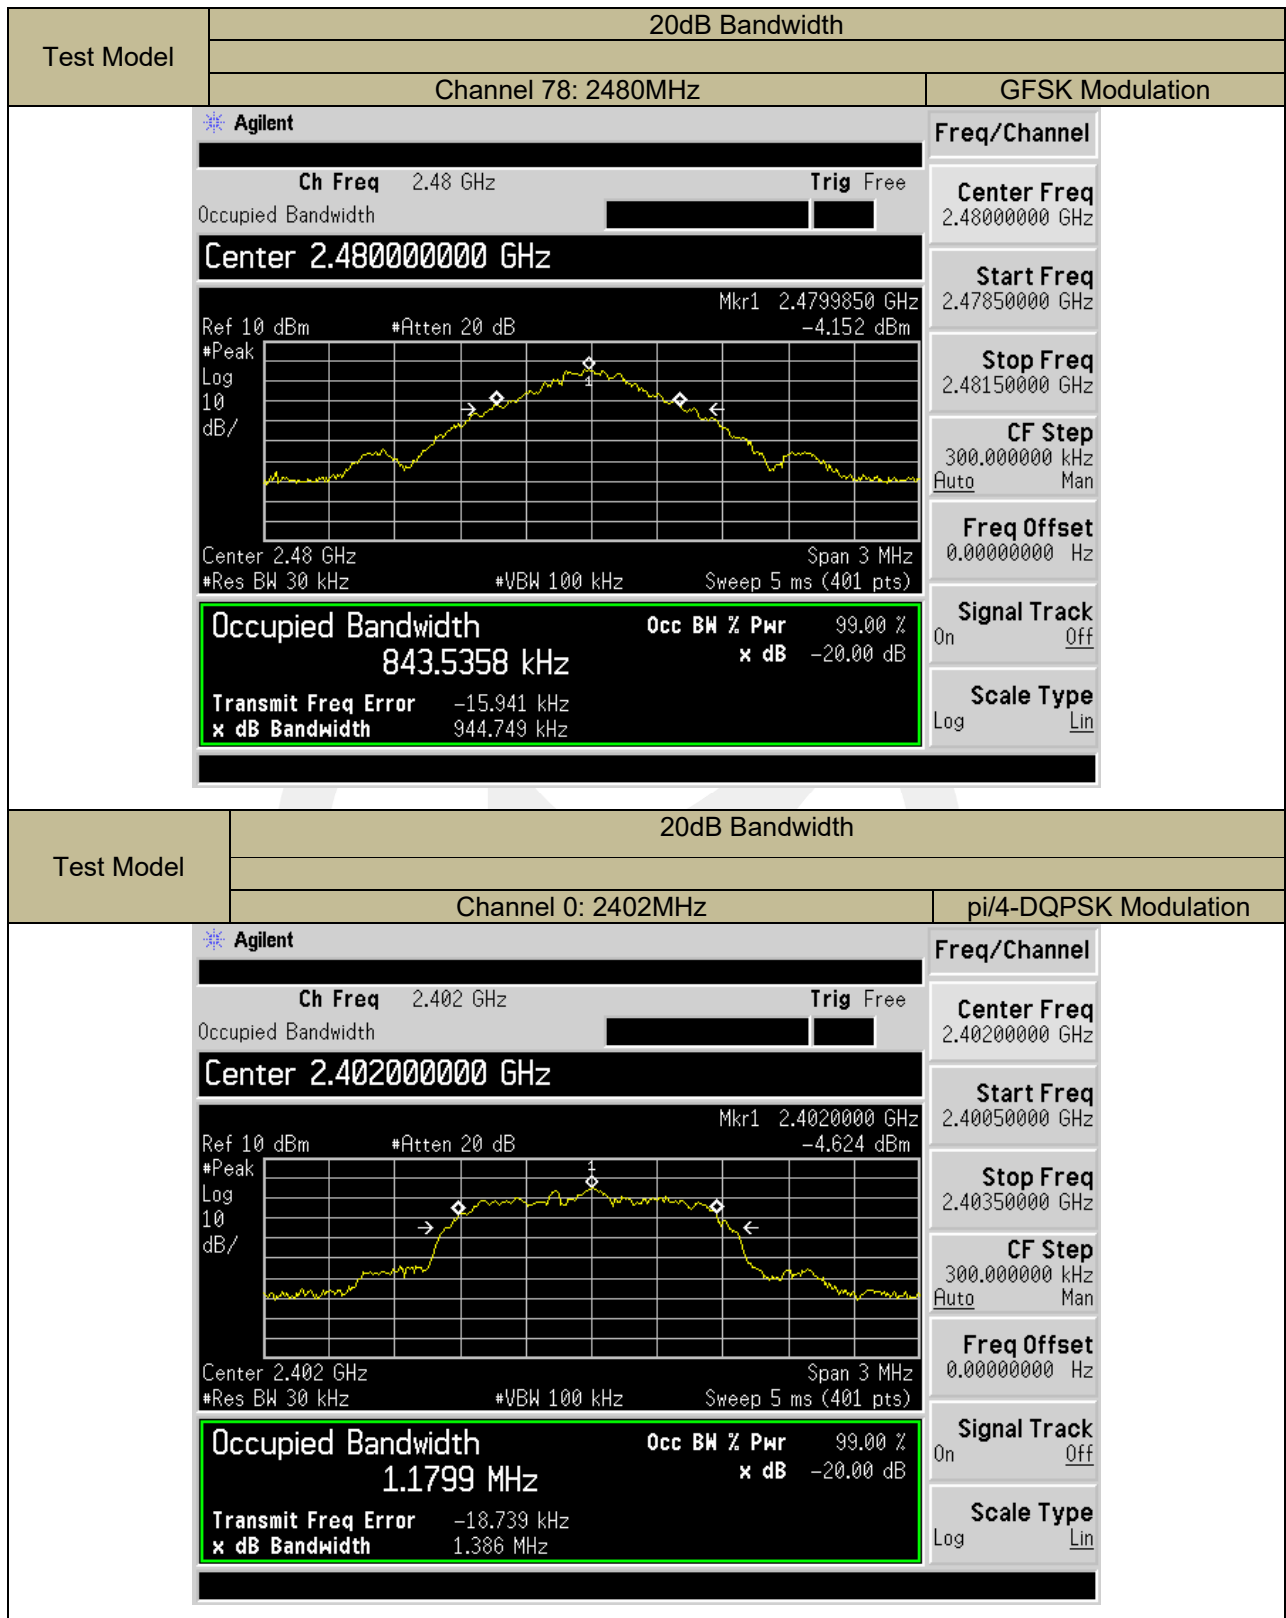 20dB Bandwidth
Test Model
Channel 78: 2480MHz GFSK Modulation
Agilent
Freq/Channel
Ch Freq 2.48 GHz Trig Free
Occupied Bandwidth
Center Freq
2.48000000 GHz
Center 2.480000000 GHz
Start Freq
2.47850000 GHz
Mkr1 2.4799850 GHz
Ref 10 dBm #Atten 20 dB -4.152 dBm
#Peak
Log
10
dB/
1
Stop Freq
2.48150000 GHz
CF Step
300.000000 kHz
Auto Man
Freq Offset
0.00000000 Hz
Center 2.48 GHz Span 3 MHz
#Res BW 30 kHz #VBW 100 kHz Sweep 5 ms (401 pts)
Occupied Bandwidth Occ BW % Pwr 99.00 %
843.5358 kHz x dB -20.00 dB
Signal Track
On Off
Transmit Freq Error -15.941 kHz
x dB Bandwidth 944.749 kHz
Scale Type
Log Lin
20dB Bandwidth
Test Model
Channel 0: 2402MHz pi/4-DQPSK Modulation
Agilent
Freq/Channel
Ch Freq 2.402 GHz Trig Free
Occupied Bandwidth
Center Freq
2.40200000 GHz
Center 2.402000000 GHz
Start Freq
2.40050000 GHz
Mkr1 2.4020000 GHz
Ref 10 dBm #Atten 20 dB -4.624 dBm
#Peak
Log
10
dB/
1
Stop Freq
2.40350000 GHz
CF Step
300.000000 kHz
Auto Man
Freq Offset
0.00000000 Hz
Center 2.402 GHz Span 3 MHz
#Res BW 30 kHz #VBW 100 kHz Sweep 5 ms (401 pts)
Occupied Bandwidth Occ BW % Pwr 99.00 %
1.1799 MHz x dB -20.00 dB
Signal Track
On Off
Transmit Freq Error -18.739 kHz
x dB Bandwidth 1.386 MHz
Scale Type
Log Lin